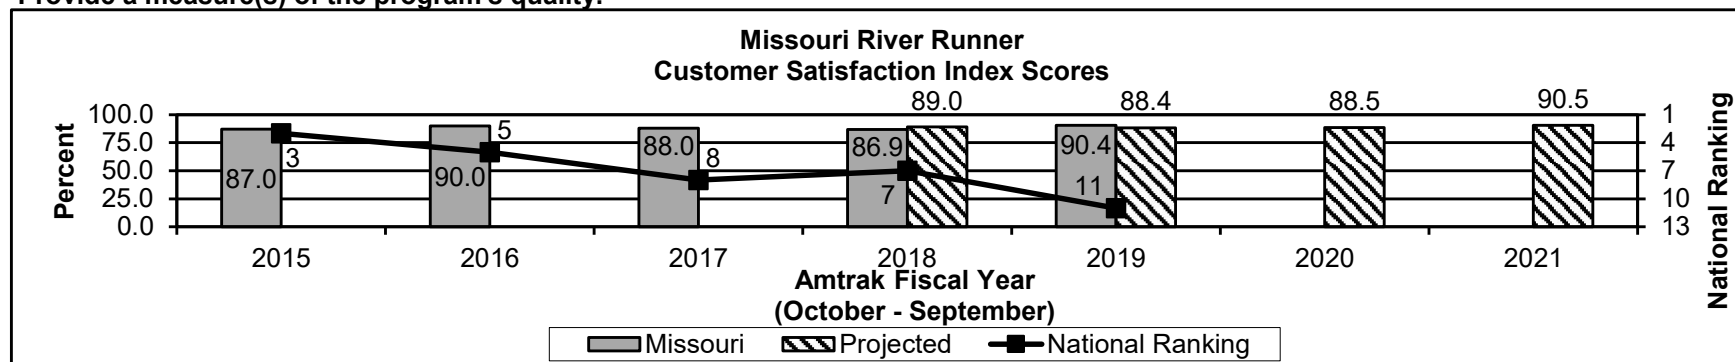 Provide a measure(s) of the program's quality.
Missouri River Runner
Customer Satisfaction Index Scores
89.0 88.4 88.5 90.5
100.0 1
75.0 4
50.0 7
25.0 10
0.0 13
Percent
National Ranking
87.0 90.0 88.0 86.9 90.4
3 5 8 7 11
2015 2016 2017 2018 2019 2020 2021
Amtrak Fiscal Year
(October - September)
Missouri Projected National Ranking